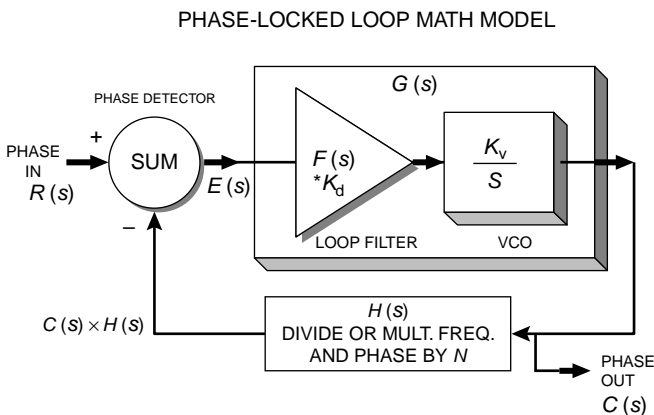 PHASE-LOCKED LOOP MATH MODEL
G(s)
PHASE DETECTOR
+
PHASE
IN
R(s)
SUM
E(s)
F(s)
*Kd
Kv
S
–
LOOP FILTER
VCO
C(s) × H(s)
H(s)
DIVIDE OR MULT. FREQ.
AND PHASE BY N
PHASE
OUT
C(s)